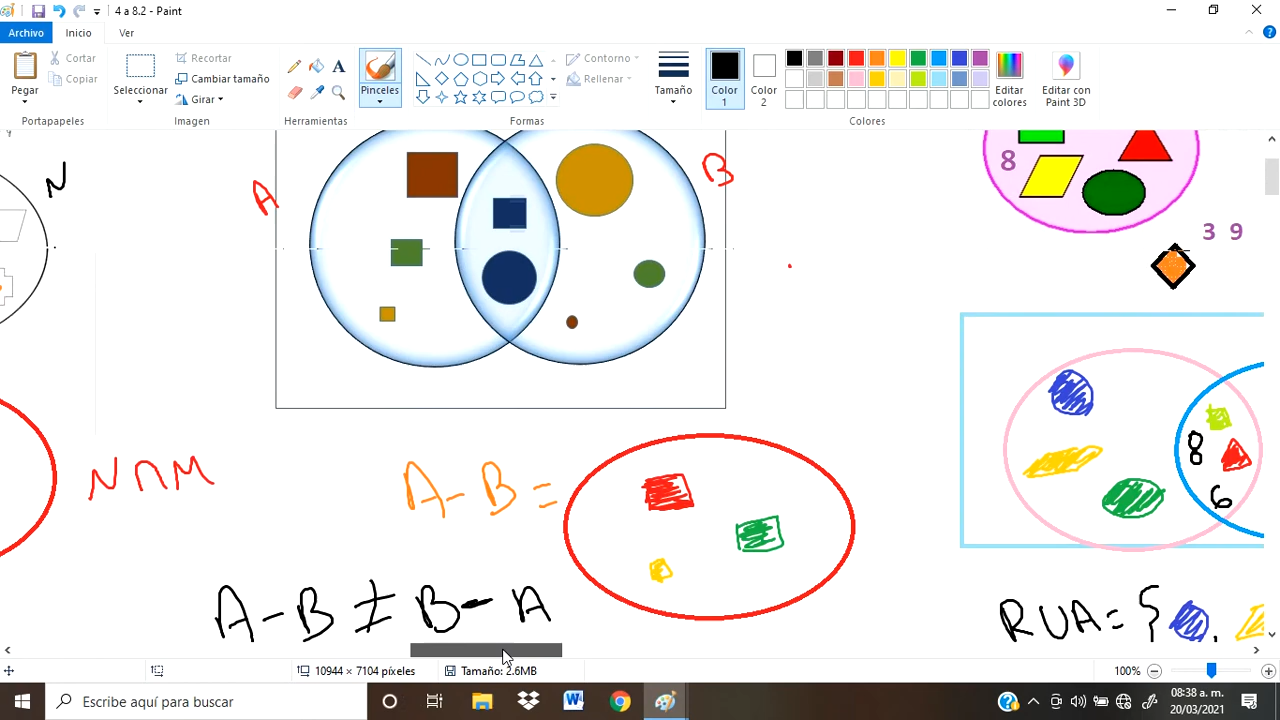 4 a 8.2 - Paint
Archivo Inicio Ver
Pegar
Cortar
Copiar
Portapapeles
Seleccionar
Recortar
Cambiar tamaño
Girar
Imagen
A
Herramientas
Pinceles
Contorno
Rellenar
Formas
Tamaño
Color 1
Color 2
Editar colores
Editar con Paint 3D
Colores
N
A
B
8
3 9
N∩M
A-B=
8
6
A-B≠B-A
RUA={
10944 × 7104 píxeles
Tamaño: 2.6MB
100%
Escribe aquí para buscar
08:38 a. m.
20/03/2021